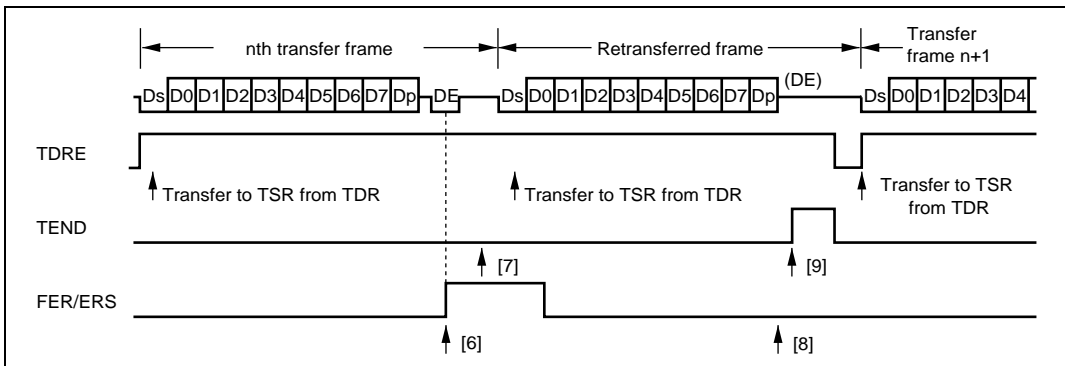 nth transfer frame
Retransferred frame
Transfer
frame n+1
Ds D0 D1 D2 D3 D4 D5 D6 D7 Dp DE
Ds D0 D1 D2 D3 D4 D5 D6 D7 Dp (DE)
Ds D0 D1 D2 D3 D4
TDRE
Transfer to TSR from TDR
Transfer to TSR from TDR
Transfer to TSR
from TDR
TEND
[7]
[9]
FER/ERS
[6]
[8]